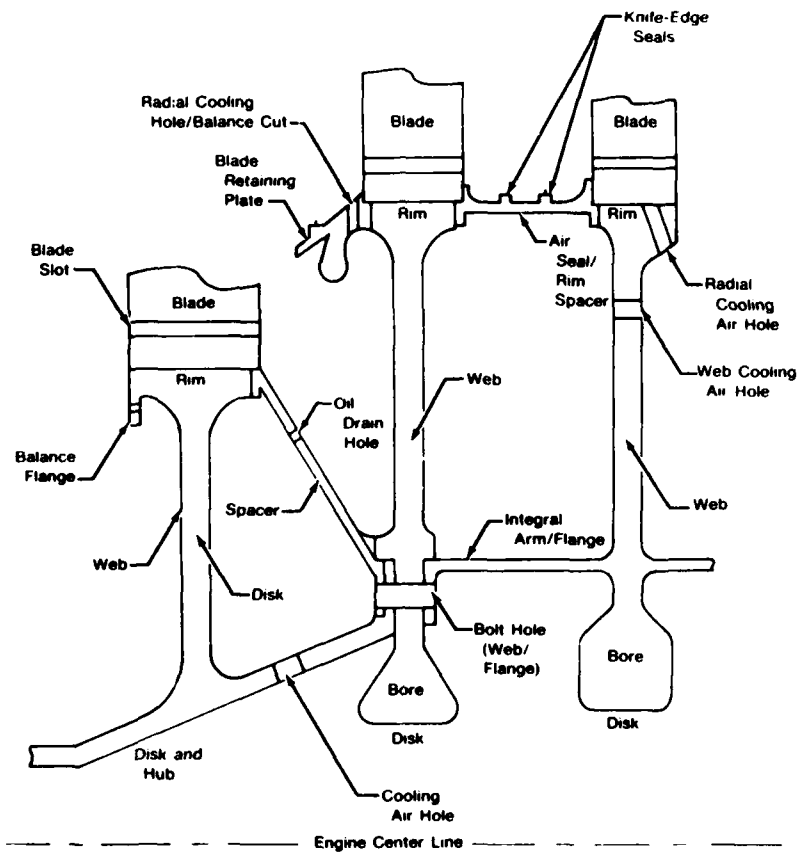 Knife-Edge
Seals
Radial Cooling
Hole/Balance Cut
Blade
Blade
Blade
Retaining
Plate
Rim
Rim
Air
Seal/
Rim
Spacer
Radial
Cooling
Air Hole
Blade
Slot
Blade
Web Cooling
Air Hole
Rim
Web
Oil
Drain
Hole
Balance
Flange
Spacer
Integral
Arm/Flange
Web
Web
Disk
Bolt Hole
(Web/
Flange)
Bore
Bore
Disk
Disk
Disk and
Hub
Cooling
Air Hole
Engine Center Line